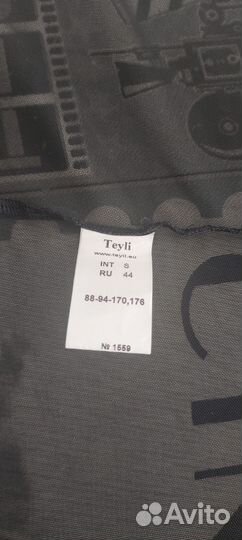 Teyli
www.teyli.eu
INT S
RU 44
88-94-170,176
№ 1559
Avito